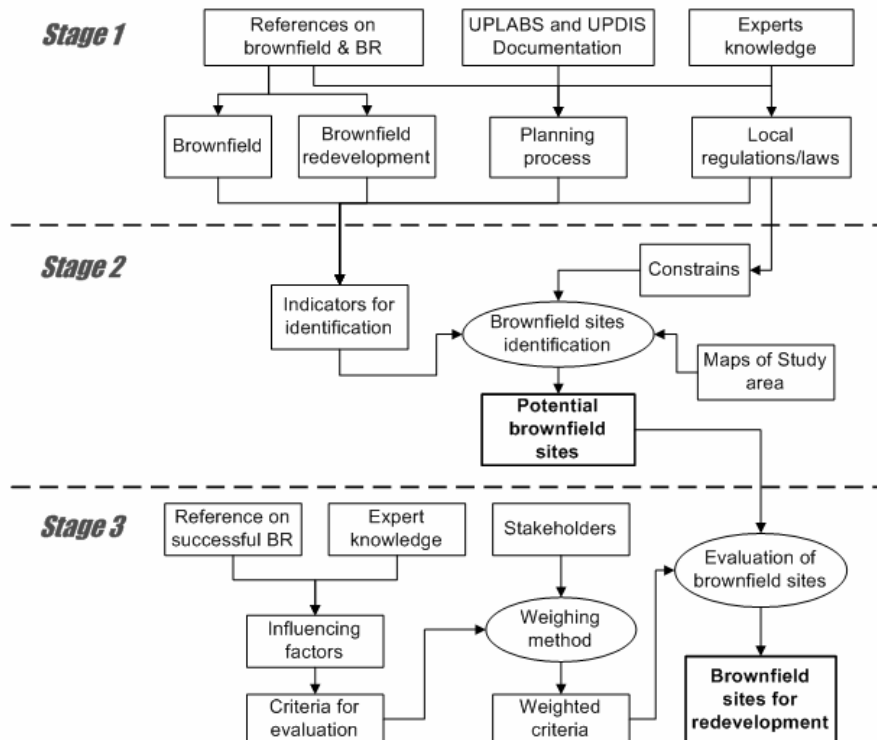 Stage 1
References on
brownfield & BR
UPLABS and UPDIS
Documentation
Experts
knowledge
Brownfield
Brownfield
redevelopment
Planning
process
Local
regulations/laws
Stage 2
Constrains
Indicators for
identification
Brownfield sites
identification
Maps of Study
area
Potential
brownfield
sites
Stage 3
Reference on
successful BR
Expert
knowledge
Stakeholders
Evaluation of
brownfield sites
Influencing
factors
Weighing
method
Criteria for
evaluation
Weighted
criteria
Brownfield
sites for
redevelopment